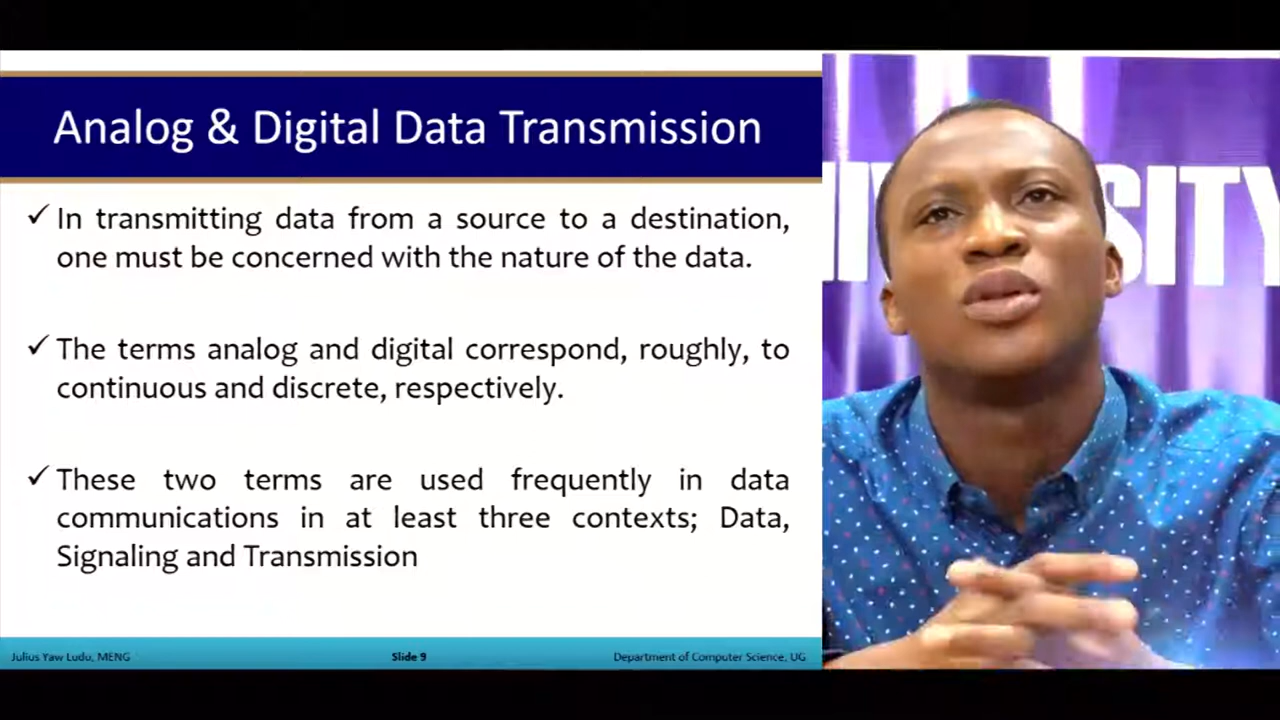 Analog & Digital Data Transmission
✓ In transmitting data from a source to a destination,
one must be concerned with the nature of the data.
✓ The terms analog and digital correspond, roughly, to
continuous and discrete, respectively.
✓ These two terms are used frequently in data
communications in at least three contexts; Data,
Signaling and Transmission
Julius Yaw Ludu, MENG
Slide 9
Department of Computer Science, UG